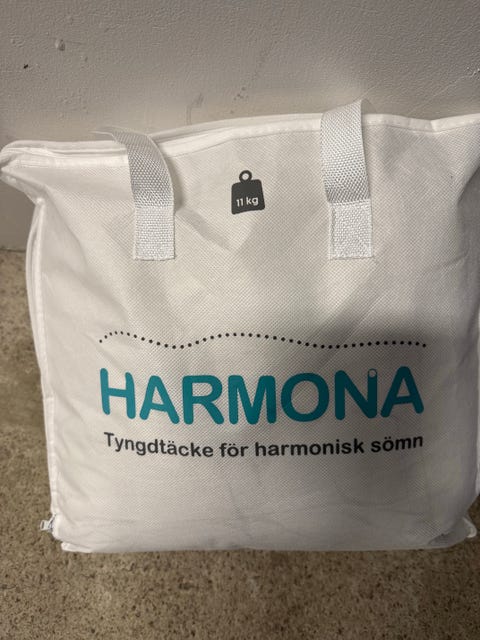 11 kg
HARMONA
Tyngdtäcke för harmonisk sömn